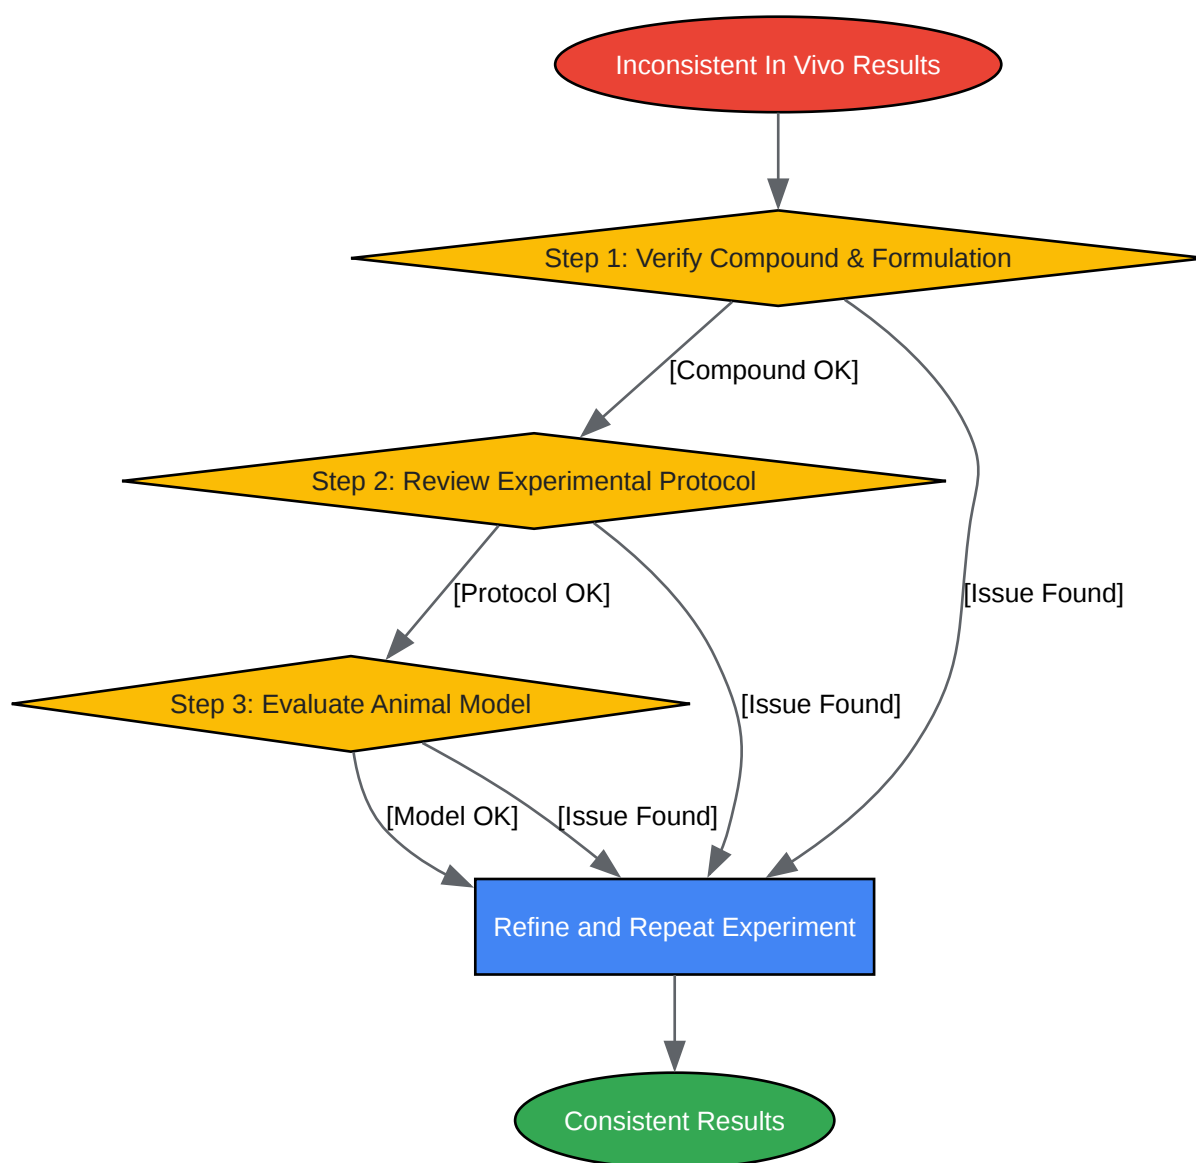 Inconsistent In Vivo Results
Step 1: Verify Compound & Formulation
[Compound OK]
Step 2: Review Experimental Protocol
[Protocol OK]
[Issue Found]
Step 3: Evaluate Animal Model
[Issue Found]
[Model OK]
[Issue Found]
Refine and Repeat Experiment
Consistent Results